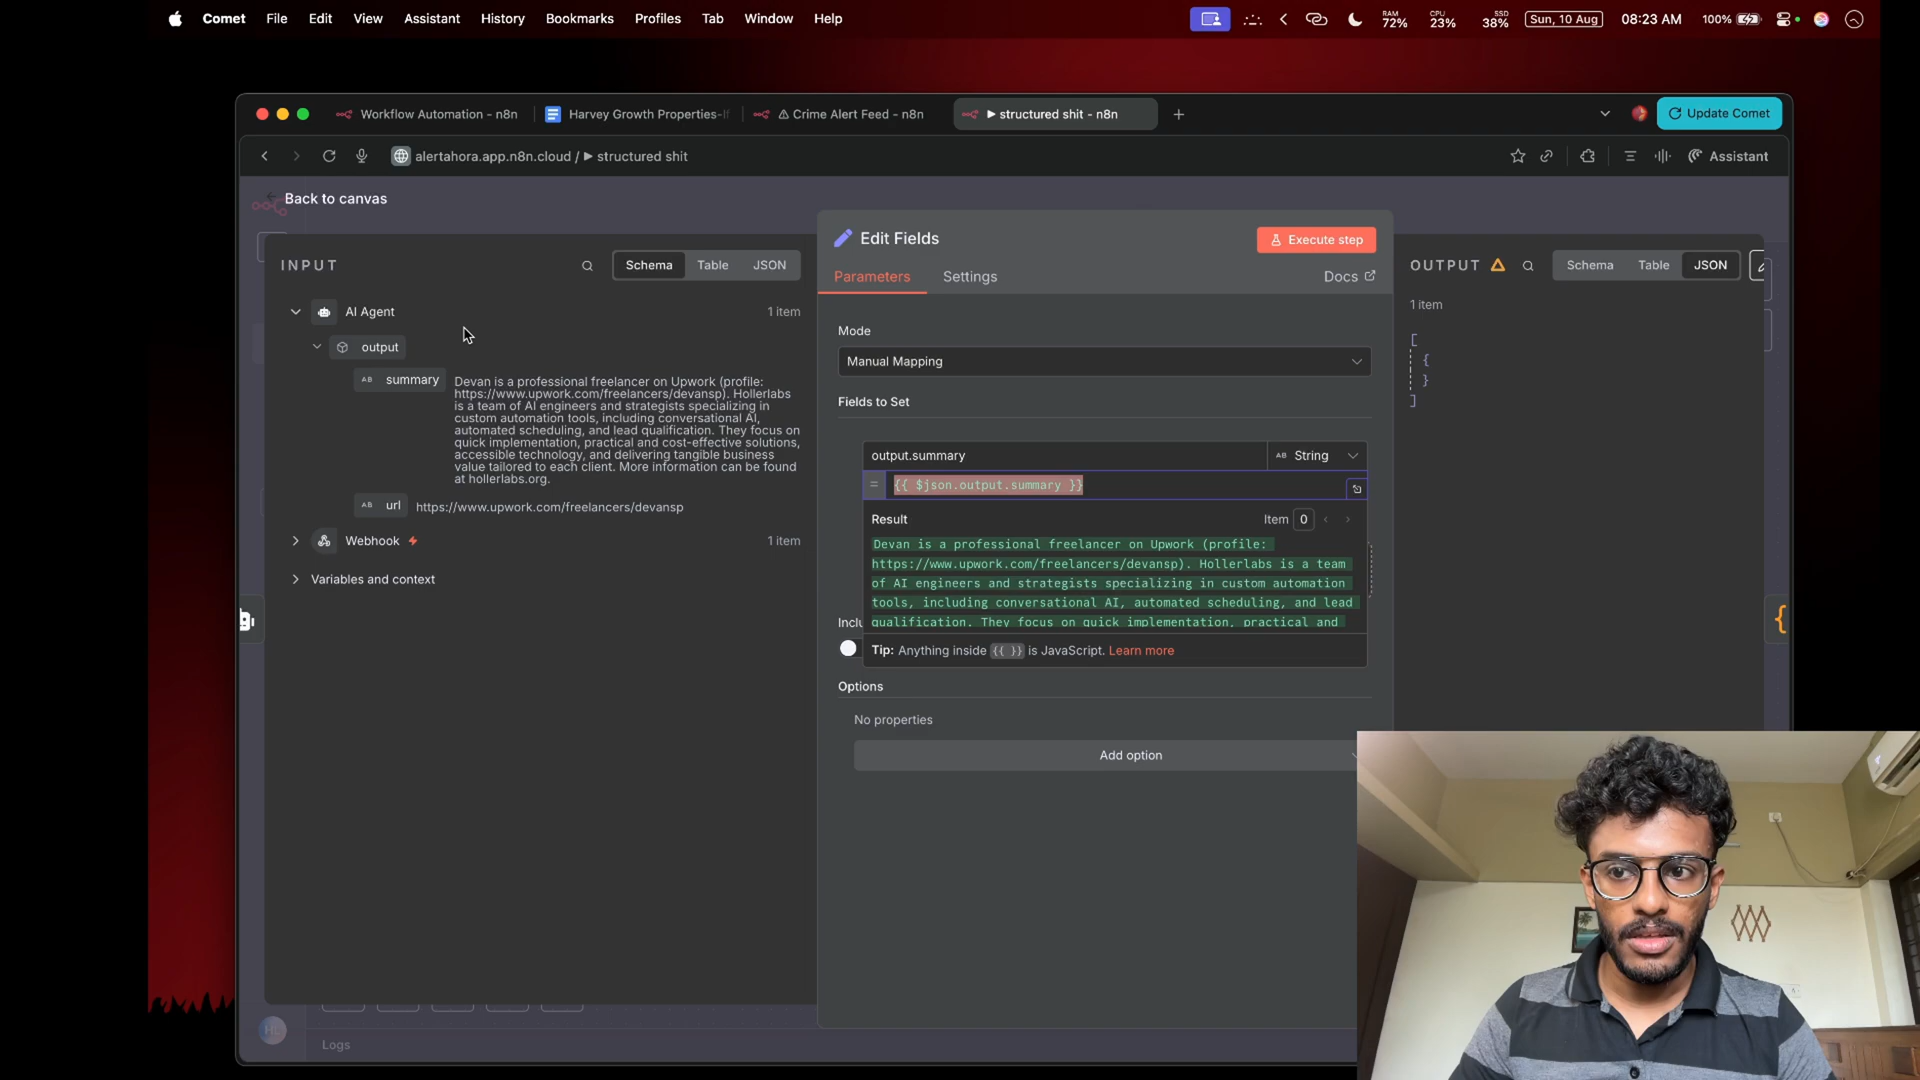 Comet File Edit View Assistant History Bookmarks Profiles Tab Window Help
RAM 72% CPU 23% SSD 38% Sun, 10 Aug 08:23 AM 100%
Workflow Automation - n8n
Harvey Growth Properties-
⚠ Crime Alert Feed - n8n
▶ structured shit - n8n
Update Comet
alertahora.app.n8n.cloud / ▶ structured shit
Assistant
Back to canvas
INPUT
Schema Table JSON
AI Agent 1 item
output
AB summary
Devan is a professional freelancer on Upwork (profile:
https://www.upwork.com/freelancers/devansp). Hollerlabs
is a team of AI engineers and strategists specializing in
custom automation tools, including conversational AI,
automated scheduling, and lead qualification. They focus on
quick implementation, practical and cost-effective solutions,
accessible technology, and delivering tangible business
value tailored to each client. More information can be found
at hollerlabs.org.
AB url https://www.upwork.com/freelancers/devansp
Webhook 1 item
Variables and context
Edit Fields
Execute step
Parameters Settings Docs
Mode
Manual Mapping
Fields to Set
output.summary AB String
= {{ $json.output.summary }}
Result Item 0
Devan is a professional freelancer on Upwork (profile:
https://www.upwork.com/freelancers/devansp). Hollerlabs is a team
of AI engineers and strategists specializing in custom automation
tools, including conversational AI, automated scheduling, and lead
qualification. They focus on quick implementation, practical and
Inclu
Tip: Anything inside {{ }} is JavaScript. Learn more
Options
No properties
Add option
OUTPUT
Schema Table JSON
1 item
[
{
}
]
HL
Logs